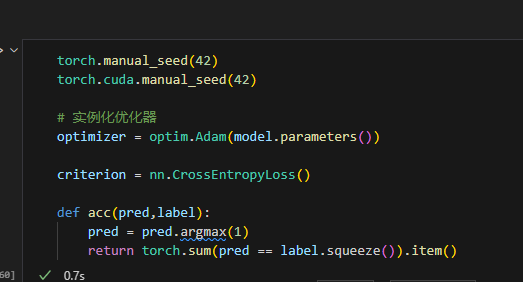 torch.manual_seed(42)
torch.cuda.manual_seed(42)
# 实例化优化器
optimizer = optim.Adam(model.parameters())
criterion = nn.CrossEntropyLoss()
def acc(pred,label):
    pred = pred.argmax(1)
    return torch.sum(pred == label.squeeze()).item()
60]
0.7s